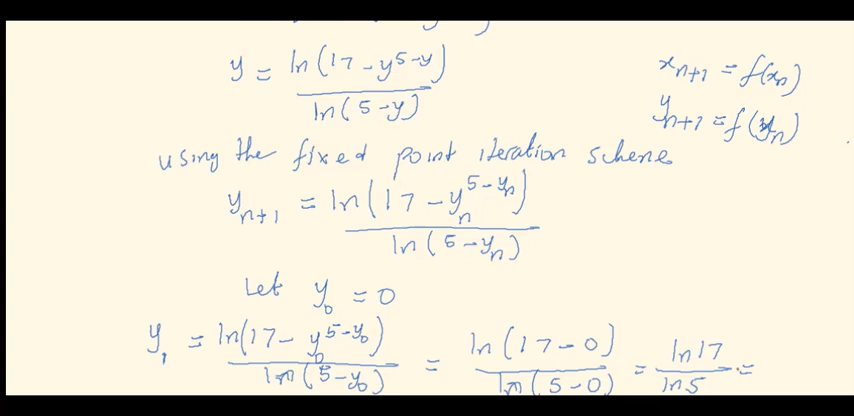 y = ln(17 - y^(5-y)) / ln(5 - y)
x_(n+1) = f(x_n)
y_(n+1) = f(y_n)
using the fixed point iteration scheme
y_(n+1) = ln(17 - y_n^(5-y_n)) / ln(5 - y_n)
Let y_0 = 0
y_1 = ln(17 - y_0^(5-y_0)) / ln(5 - y_0) = ln(17 - 0) / ln(5 - 0) = ln17 / ln5 =